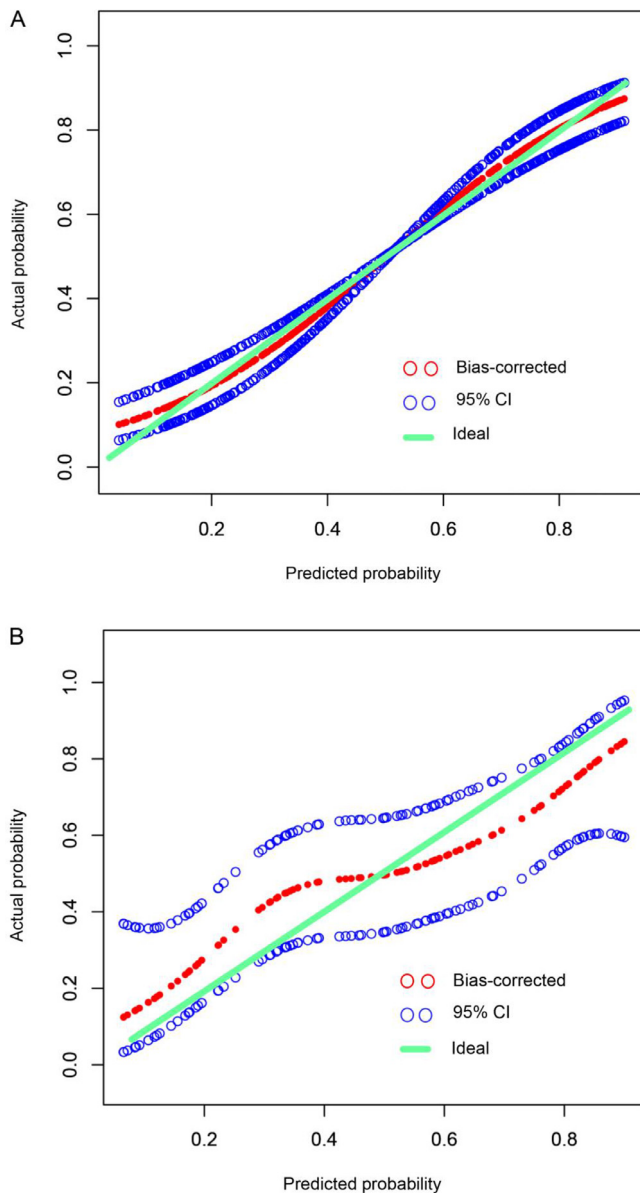 A
1.0
0.8
0.6
0.4
0.2
0.0
Actual probability
Bias-corrected
95% CI
Ideal
0.2 0.4 0.6 0.8
Predicted probability
B
1.0
0.8
0.6
0.4
0.2
0.0
Actual probability
Bias-corrected
95% CI
Ideal
0.2 0.4 0.6 0.8
Predicted probability